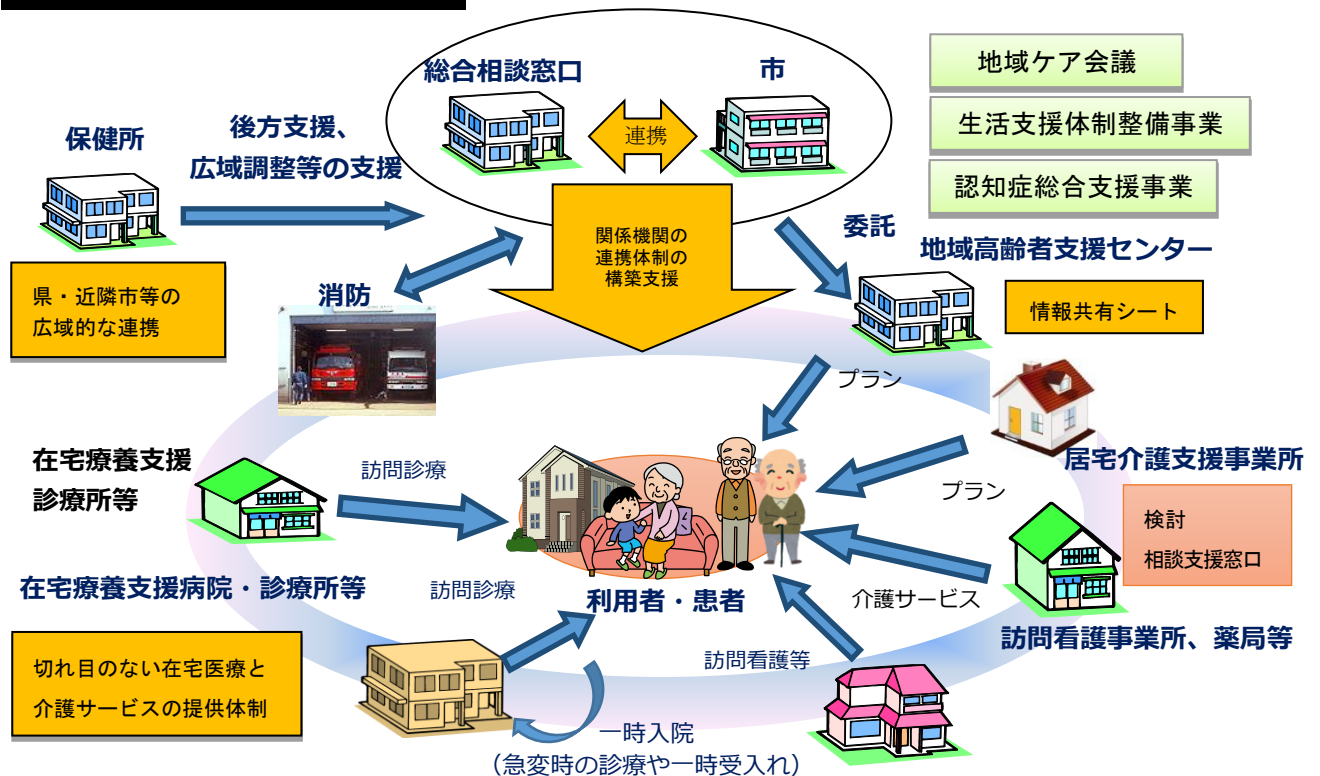 総合相談窓口
市
連携
保健所
後方支援、
広域調整等の支援
県・近隣市等の
広域的な連携
消防
関係機関の
連携体制の
構築支援
委託
地域ケア会議
生活支援体制整備事業
認知症総合支援事業
地域高齢者支援センター
情報共有シート
プラン
居宅介護支援事業所
プラン
検討
相談支援窓口
在宅療養支援
診療所等
訪問診療
在宅療養支援病院・診療所等
訪問診療
利用者・患者
介護サービス
訪問看護事業所、薬局等
訪問看護等
切れ目のない在宅医療と
介護サービスの提供体制
一時入院
（急変時の診療や一時受入れ）